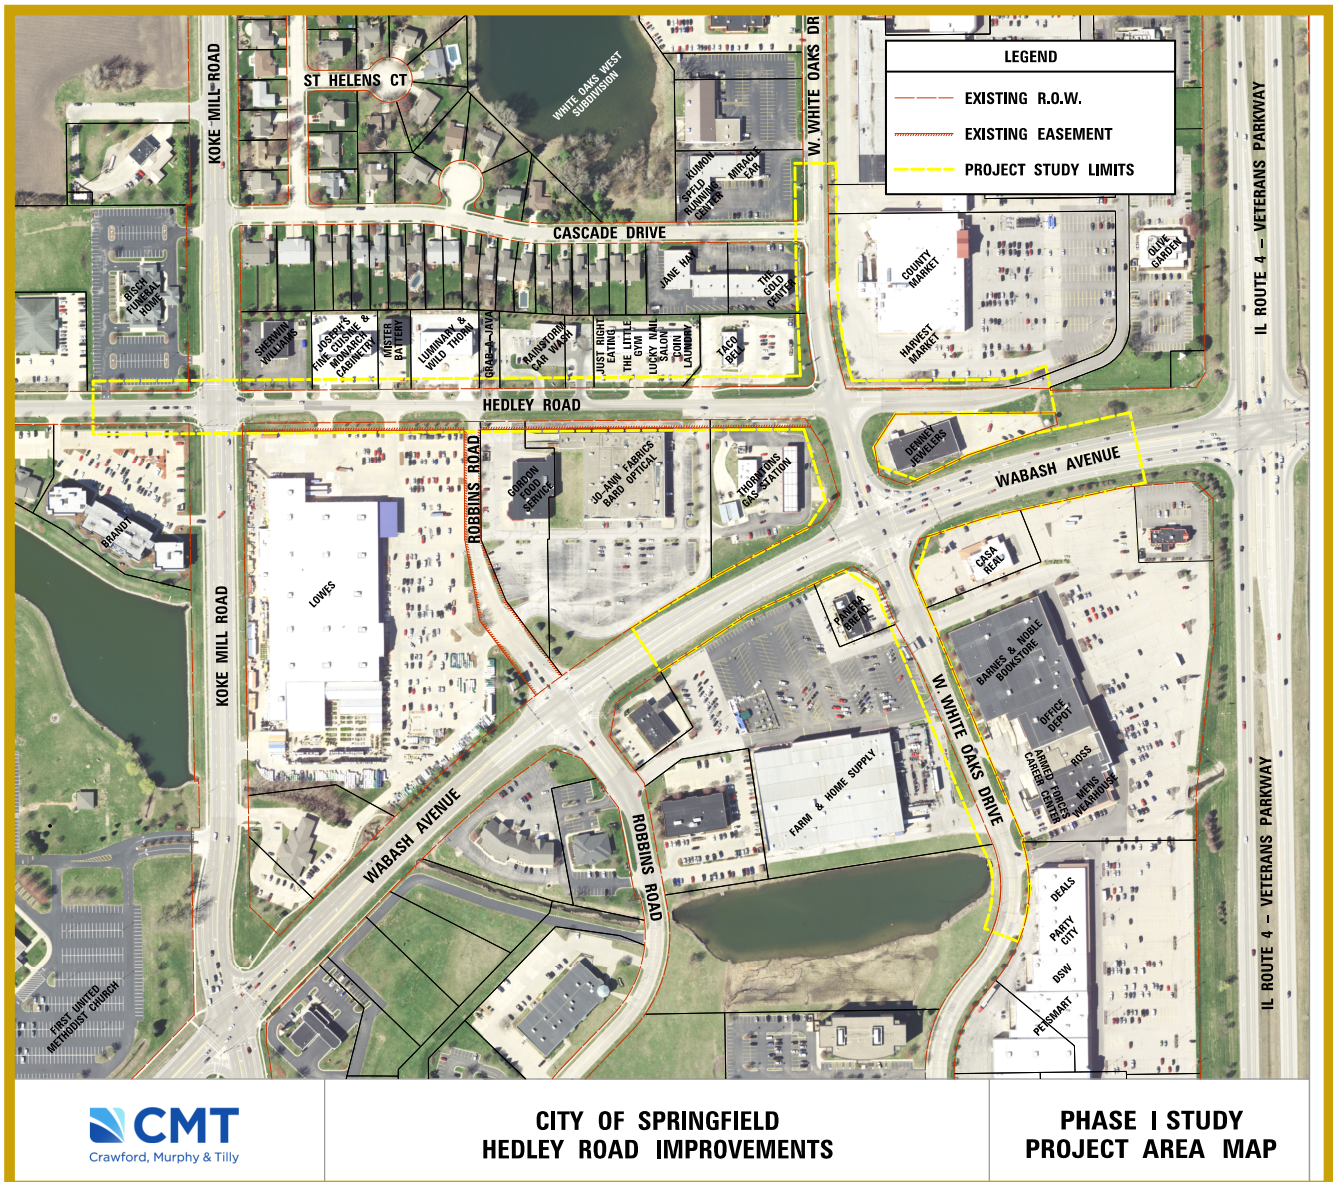 KOKE MILL ROAD
ST HELENS CT
WHITE OAKS WEST
SUBDIVISION
W. WHITE OAKS DR
LEGEND
EXISTING R.O.W.
EXISTING EASEMENT
PROJECT STUDY LIMITS
IL ROUTE 4 – VETERANS PARKWAY
KUMON
SPFLD
RUNNING
CENTER
MIRACLE
EAR
CASCADE DRIVE
JANE HAY
THE
GOLD
CENTER
COUNTY
MARKET
HARVEST
MARKET
OLIVE
GARDEN
BISCH
FUNERAL
HOME
SHERWIN
WILLIAMS
JOSEPH'S
FINE CUISINE &
MONARCH
CABINETRY
MISTER
BATTERY
LUMINARY &
WILD THORN
GRAB-A-JAVA
RAINSTORM
CAR WASH
JUST RIGHT
EATING
THE LITTLE
GYM
LUCKY NAIL
SALON
COIN
LAUNDRY
TACO
BELL
HEDLEY ROAD
ROBBINS ROAD
GORDON
FOOD
SERVICE
JO-ANN FABRICS
BARD OPTICAL
THORNTONS
GAS STATION
DENNEY
JEWELERS
WABASH AVENUE
BRANDT
LOWES
KOKE MILL ROAD
CASA
REAL
PANERA
BREAD
BARNES & NOBLE
BOOKSTORE
OFFICE
DEPOT
ROSS
ARMED FORCES
CAREER CENTER
MENS
WEARHOUSE
W. WHITE OAKS DRIVE
FARM & HOME SUPPLY
WABASH AVENUE
ROBBINS ROAD
IL ROUTE 4 – VETERANS PARKWAY
DEALS
PARTY
CITY
DSW
PETSMART
FIRST UNITED
METHODIST CHURCH
CMT
Crawford, Murphy & Tilly
CITY OF SPRINGFIELD
HEDLEY ROAD IMPROVEMENTS
PHASE I STUDY
PROJECT AREA MAP